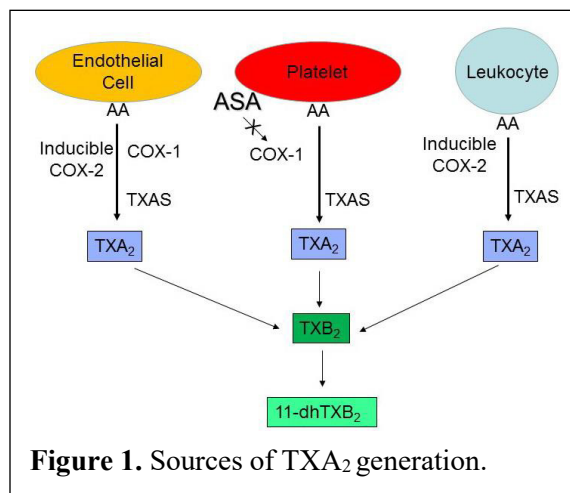 Endothelial
Cell
Platelet
Leukocyte
AA
ASA
AA
AA
Inducible
COX-2
COX-1
COX-1
Inducible
COX-2
TXAS
TXAS
TXA₂
TXA₂
TXA₂
TXB₂
11-dhTXB₂
Figure 1. Sources of TXA₂ generation.